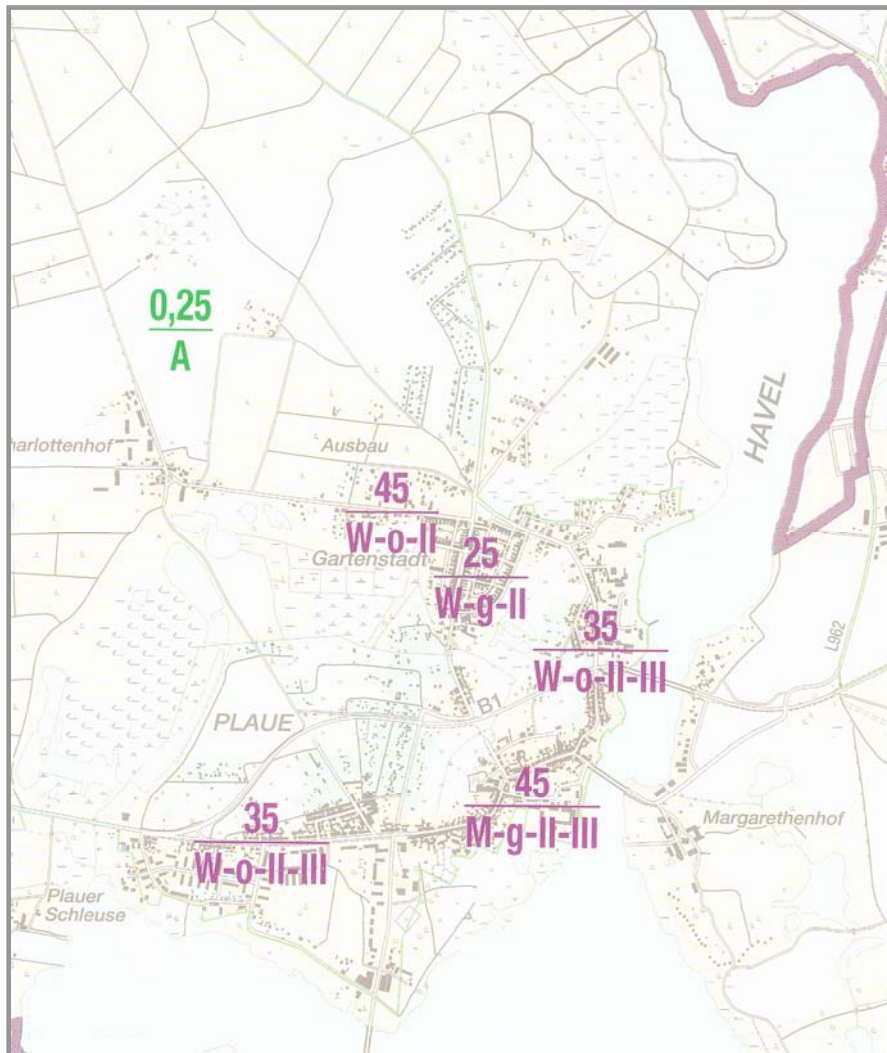 0,25
A
HAVEL
harlottenhof
Ausbau
45
W-o-II
Gartenstadt
25
W-g-II
35
W-o-II-III
L962
B1
PLAUE
45
M-g-II-III
35
W-o-II-III
Margarethenhof
Plauer
Schleuse